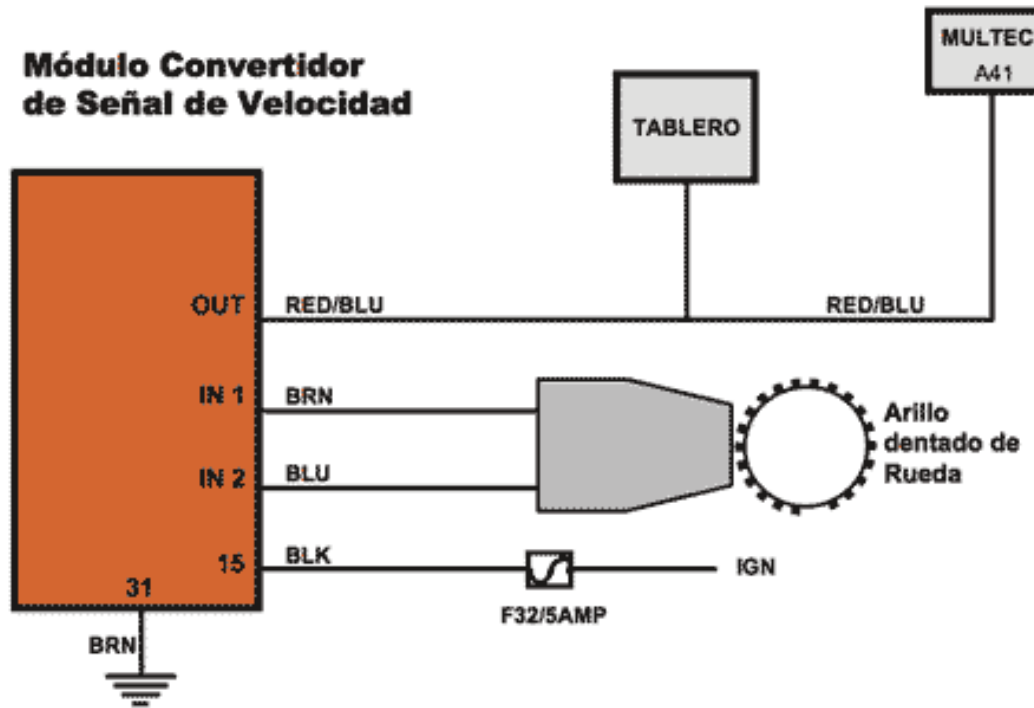 Módulo Convertidor
de Señal de Velocidad
MULTEC
A41
TABLERO
OUT
RED/BLU
RED/BLU
IN 1
BRN
Arillo
dentado de
Rueda
IN 2
BLU
15
BLK
IGN
F32/5AMP
31
BRN